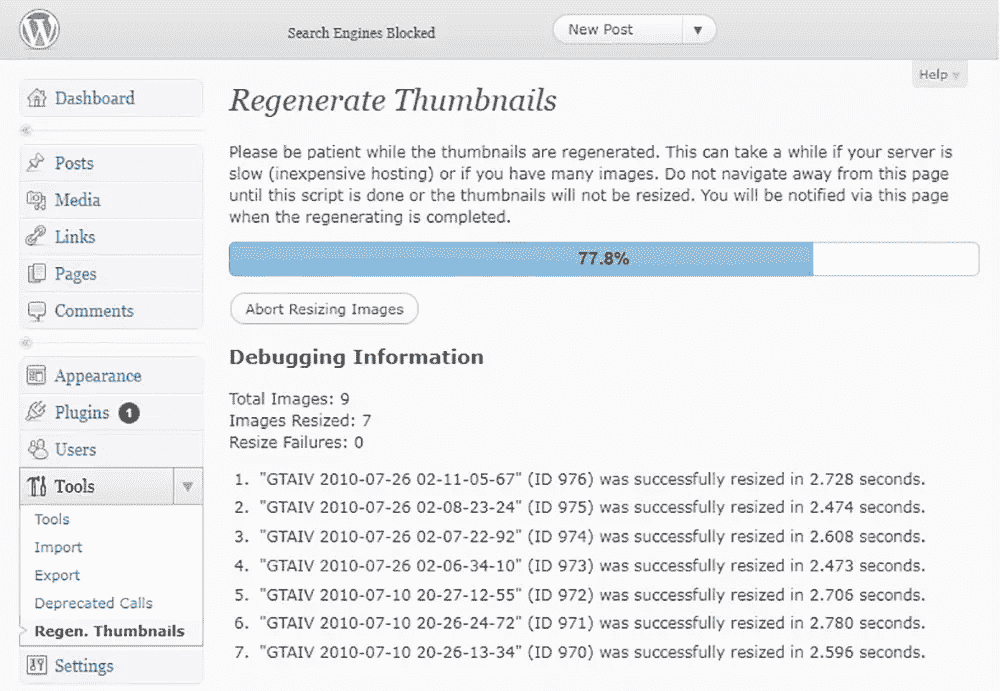 Search Engines Blocked
New Post
Help
Dashboard
Posts
Media
Links
Pages
Comments
Appearance
Plugins 1
Users
Tools
Tools
Import
Export
Deprecated Calls
Regen. Thumbnails
Settings
Regenerate Thumbnails
Please be patient while the thumbnails are regenerated. This can take a while if your server is
slow (inexpensive hosting) or if you have many images. Do not navigate away from this page
until this script is done or the thumbnails will not be resized. You will be notified via this page
when the regenerating is completed.
77.8%
Abort Resizing Images
Debugging Information
Total Images: 9
Images Resized: 7
Resize Failures: 0
1. "GTAIV 2010-07-26 02-11-05-67" (ID 976) was successfully resized in 2.728 seconds.
2. "GTAIV 2010-07-26 02-08-23-24" (ID 975) was successfully resized in 2.474 seconds.
3. "GTAIV 2010-07-26 02-07-22-92" (ID 974) was successfully resized in 2.608 seconds.
4. "GTAIV 2010-07-26 02-06-34-10" (ID 973) was successfully resized in 2.473 seconds.
5. "GTAIV 2010-07-10 20-27-12-55" (ID 972) was successfully resized in 2.706 seconds.
6. "GTAIV 2010-07-10 20-26-24-72" (ID 971) was successfully resized in 2.780 seconds.
7. "GTAIV 2010-07-10 20-26-13-34" (ID 970) was successfully resized in 2.596 seconds.